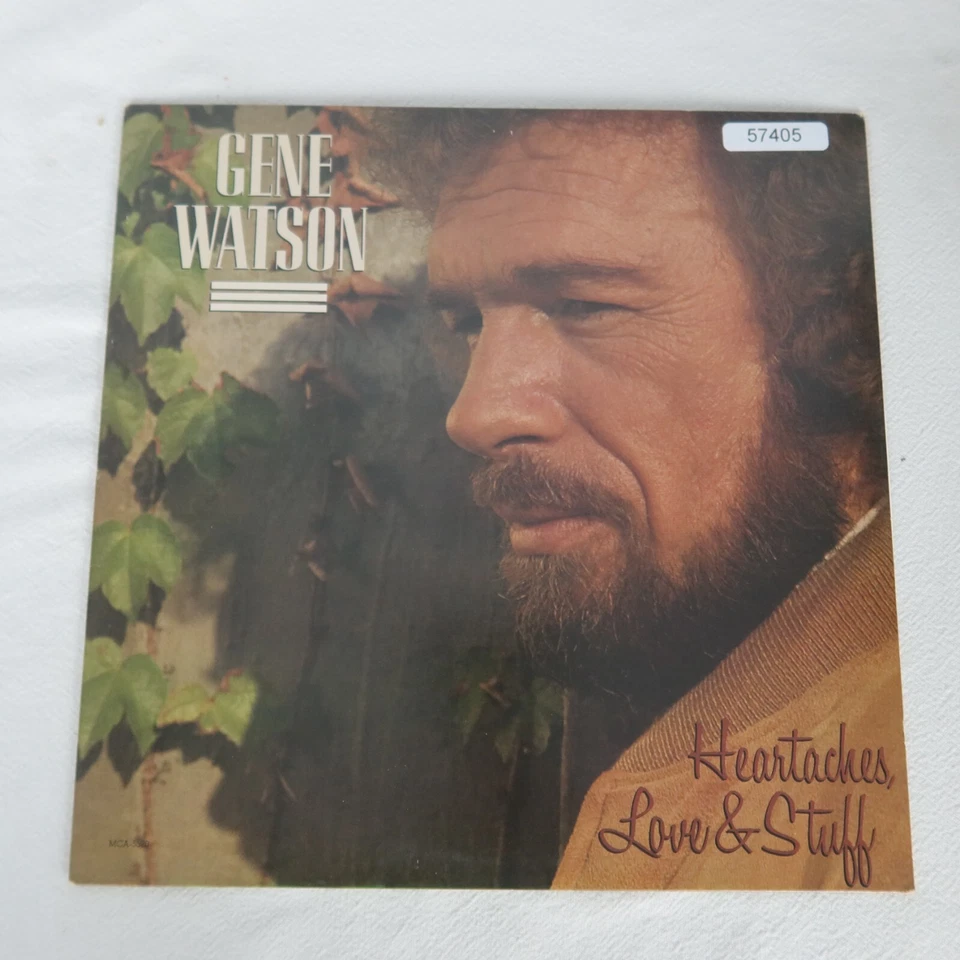 GENE
WATSON
57405
Heartaches,
Love & Stuff